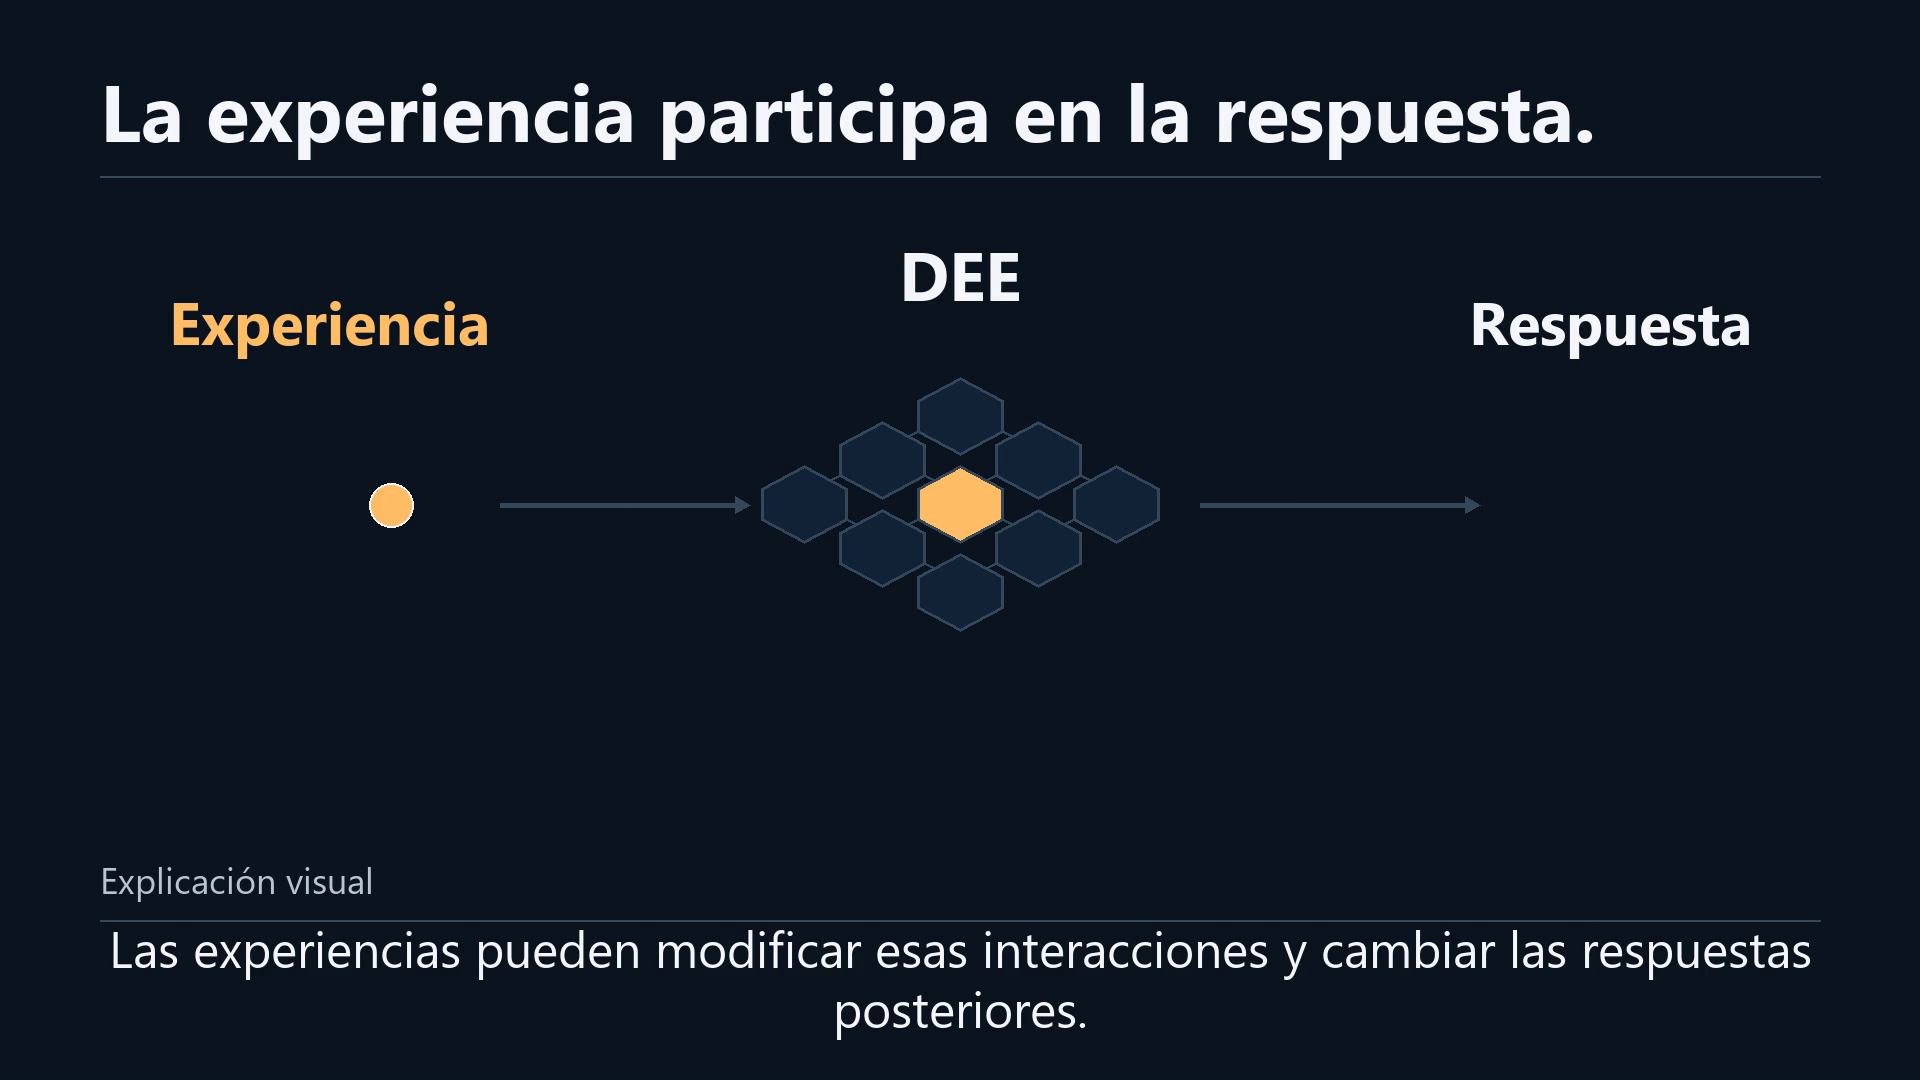 La experiencia participa en la respuesta.
DEE
Experiencia
Respuesta
Explicación visual
Las experiencias pueden modificar esas interacciones y cambiar las respuestas
posteriores.